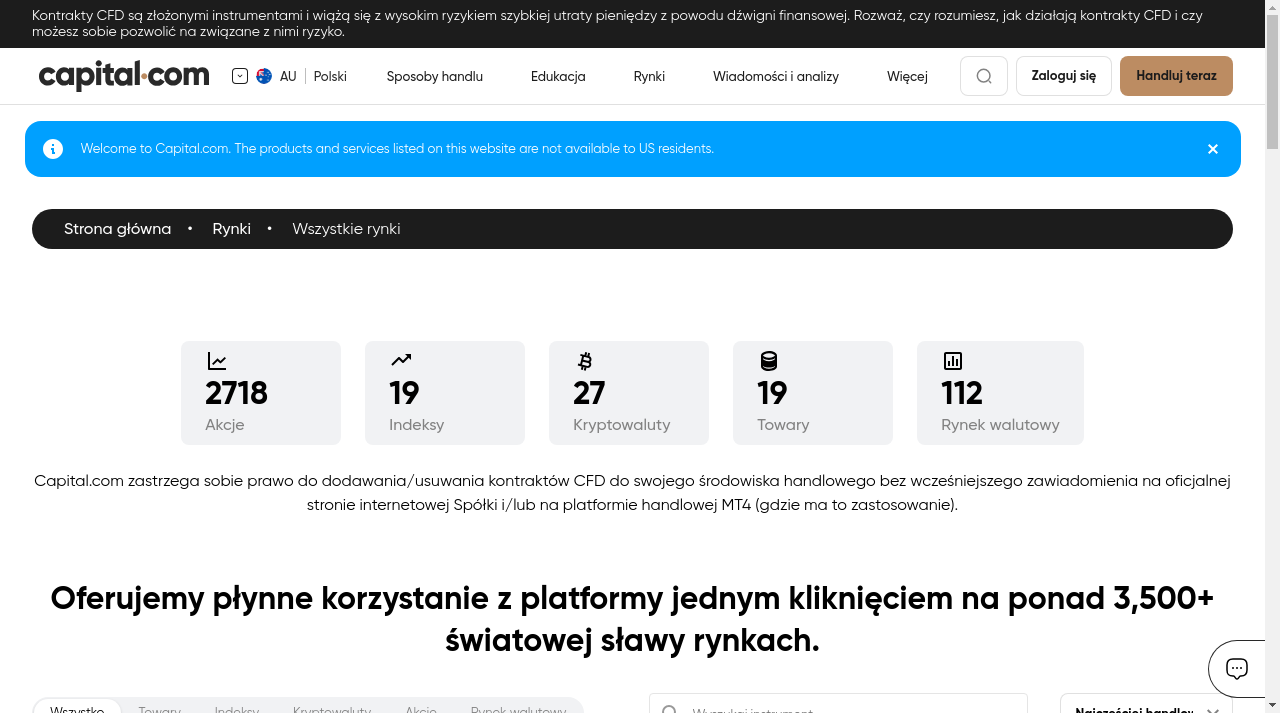 Kontrakty CFD są złożonymi instrumentami i wiążą się z wysokim ryzykiem szybkiej utraty pieniędzy z powodu dźwigni finansowej. Rozważ, czy rozumiesz, jak działają kontrakty CFD i czy
możesz sobie pozwolić na związane z nimi ryzyko.
capital.com
AU Polski
Sposoby handlu
Edukacja
Rynki
Wiadomości i analizy
Więcej
Zaloguj się
Handluj teraz
Welcome to Capital.com. The products and services listed on this website are not available to US residents.
Strona główna • Rynki • Wszystkie rynki
2718
Akcje
19
Indeksy
27
Kryptowaluty
19
Towary
112
Rynek walutowy
Capital.com zastrzega sobie prawo do dodawania/usuwania kontraktów CFD do swojego środowiska handlowego bez wcześniejszego zawiadomienia na oficjalnej
stronie internetowej Spółki i/lub na platformie handlowej MT4 (gdzie ma to zastosowanie).
Oferujemy płynne korzystanie z platformy jednym kliknięciem na ponad 3,500+
światowej sławy rynkach.
Wszystko
Towary
Indeksy
Kryptowaluty
Akcje
Rynek walutowy
Wyszukaj instrument
Najczęściej handlow